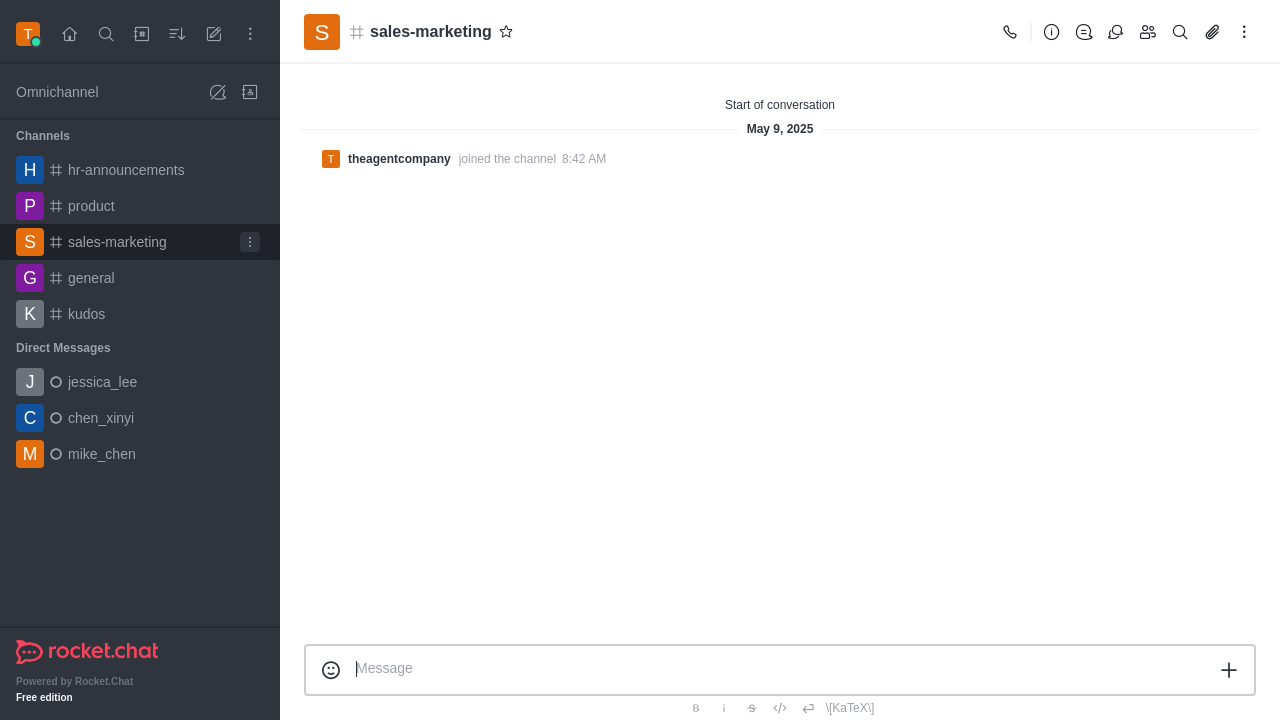 T
Omnichannel
Channels
H hr-announcements
P product
S sales-marketing
G general
K kudos
Direct Messages
J jessica_lee
C chen_xinyi
M mike_chen
rocket.chat
Powered by Rocket.Chat
Free edition
S sales-marketing
Start of conversation
May 9, 2025
T theagentcompany joined the channel 8:42 AM
Message
B i S \[KaTeX\]